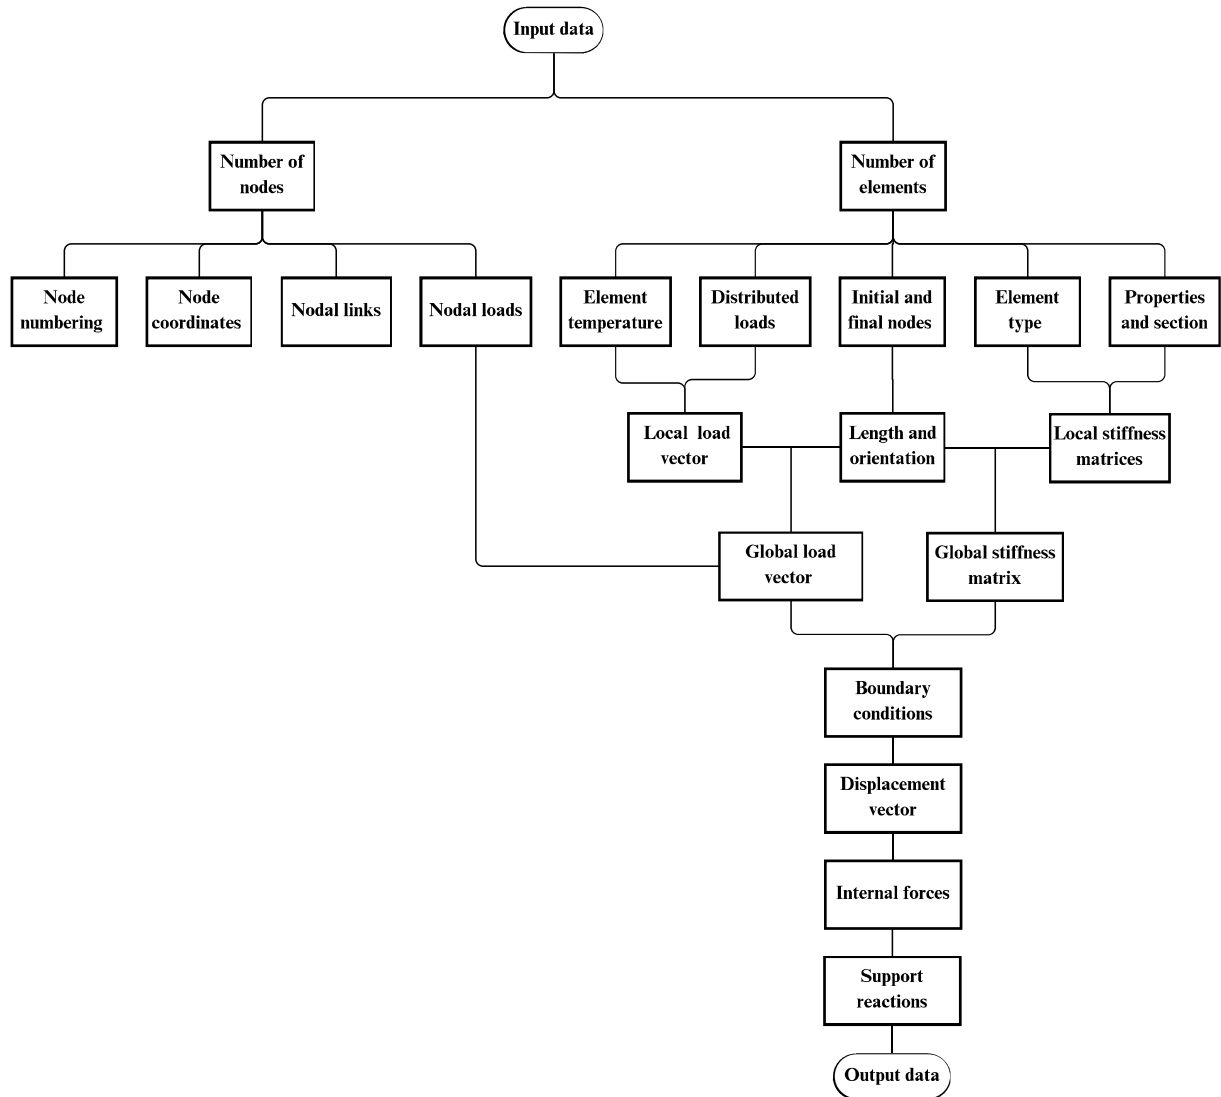 Input data
Number of
nodes
Number of
elements
Node
numbering
Node
coordinates
Nodal links
Nodal loads
Element
temperature
Distributed
loads
Initial and
final nodes
Element
type
Properties
and section
Local load
vector
Length and
orientation
Local stiffness
matrices
Global load
vector
Global stiffness
matrix
Boundary
conditions
Displacement
vector
Internal forces
Support
reactions
Output data